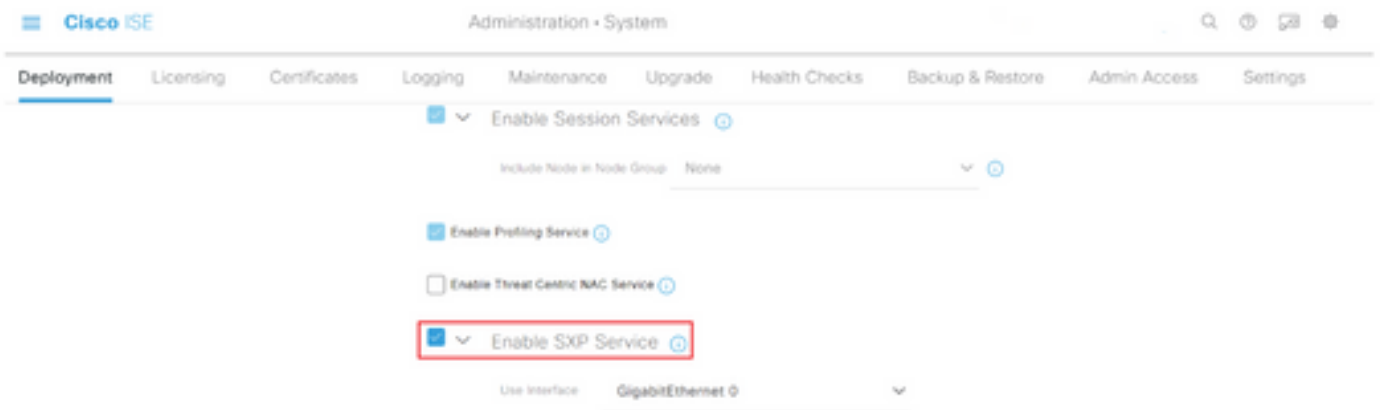 Cisco ISE Administration • System
Deployment Licensing Certificates Logging Maintenance Upgrade Health Checks Backup & Restore Admin Access Settings
Enable Session Services
Include Node in Node Group None
Enable Profiling Service
Enable Threat Centric NAC Service
Enable SXP Service
Use Interface GigabitEthernet 0